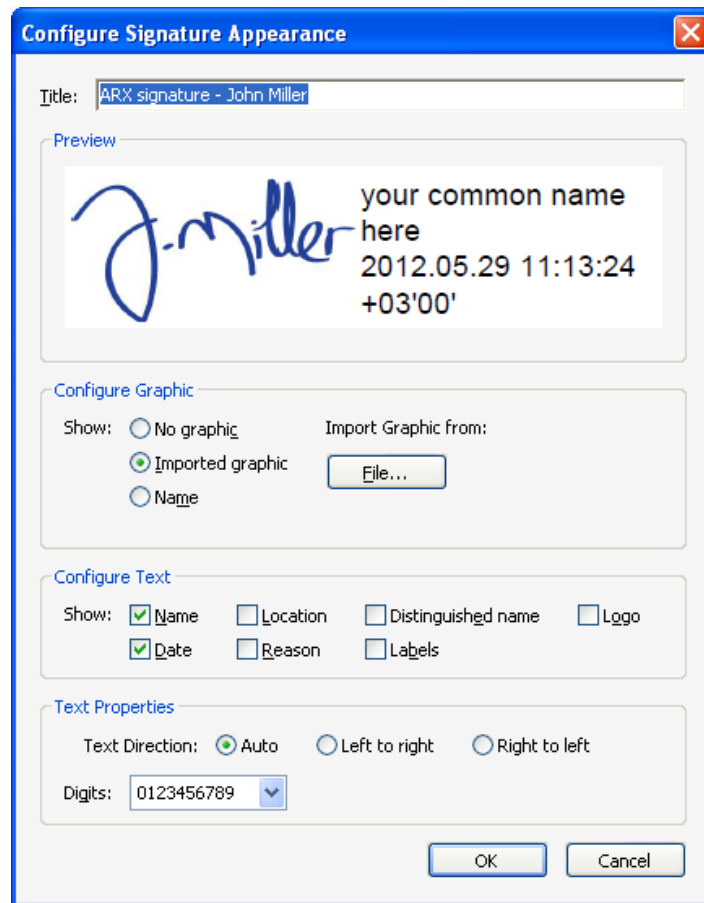 Configure Signature Appearance
Title: ARX signature - John Miller
Preview
J. Miller
your common name
here
2012.05.29 11:13:24
+03'00'
Configure Graphic
Show: No graphic
Imported graphic
Name
Import Graphic from:
File...
Configure Text
Show: Name Location Distinguished name Logo
Date Reason Labels
Text Properties
Text Direction: Auto Left to right Right to left
Digits: 0123456789
OK Cancel